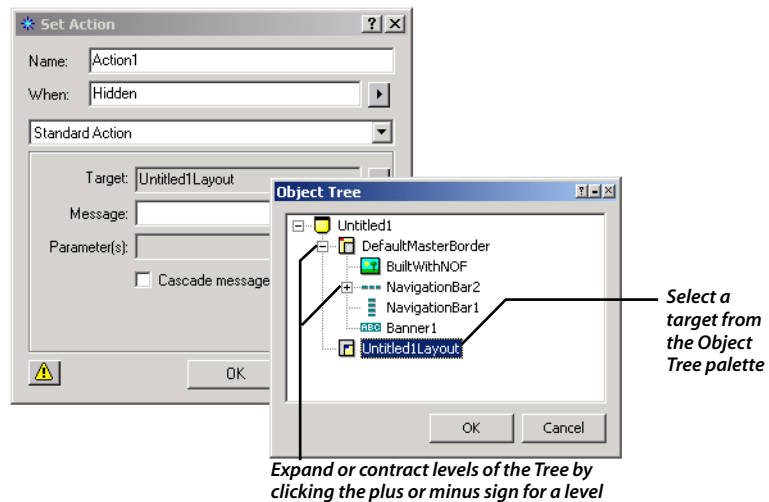 Set Action
Name: Action1
When: Hidden
Standard Action
Target: Untitled1Layout
Message:
Parameter(s):
Cascade message
OK
Object Tree
Untitled1
DefaultMasterBorder
BuiltWithNOF
NavigationBar2
NavigationBar1
ABC Banner1
Untitled1Layout
OK Cancel
Select a
target from
the Object
Tree palette
Expand or contract levels of the Tree by
clicking the plus or minus sign for a level